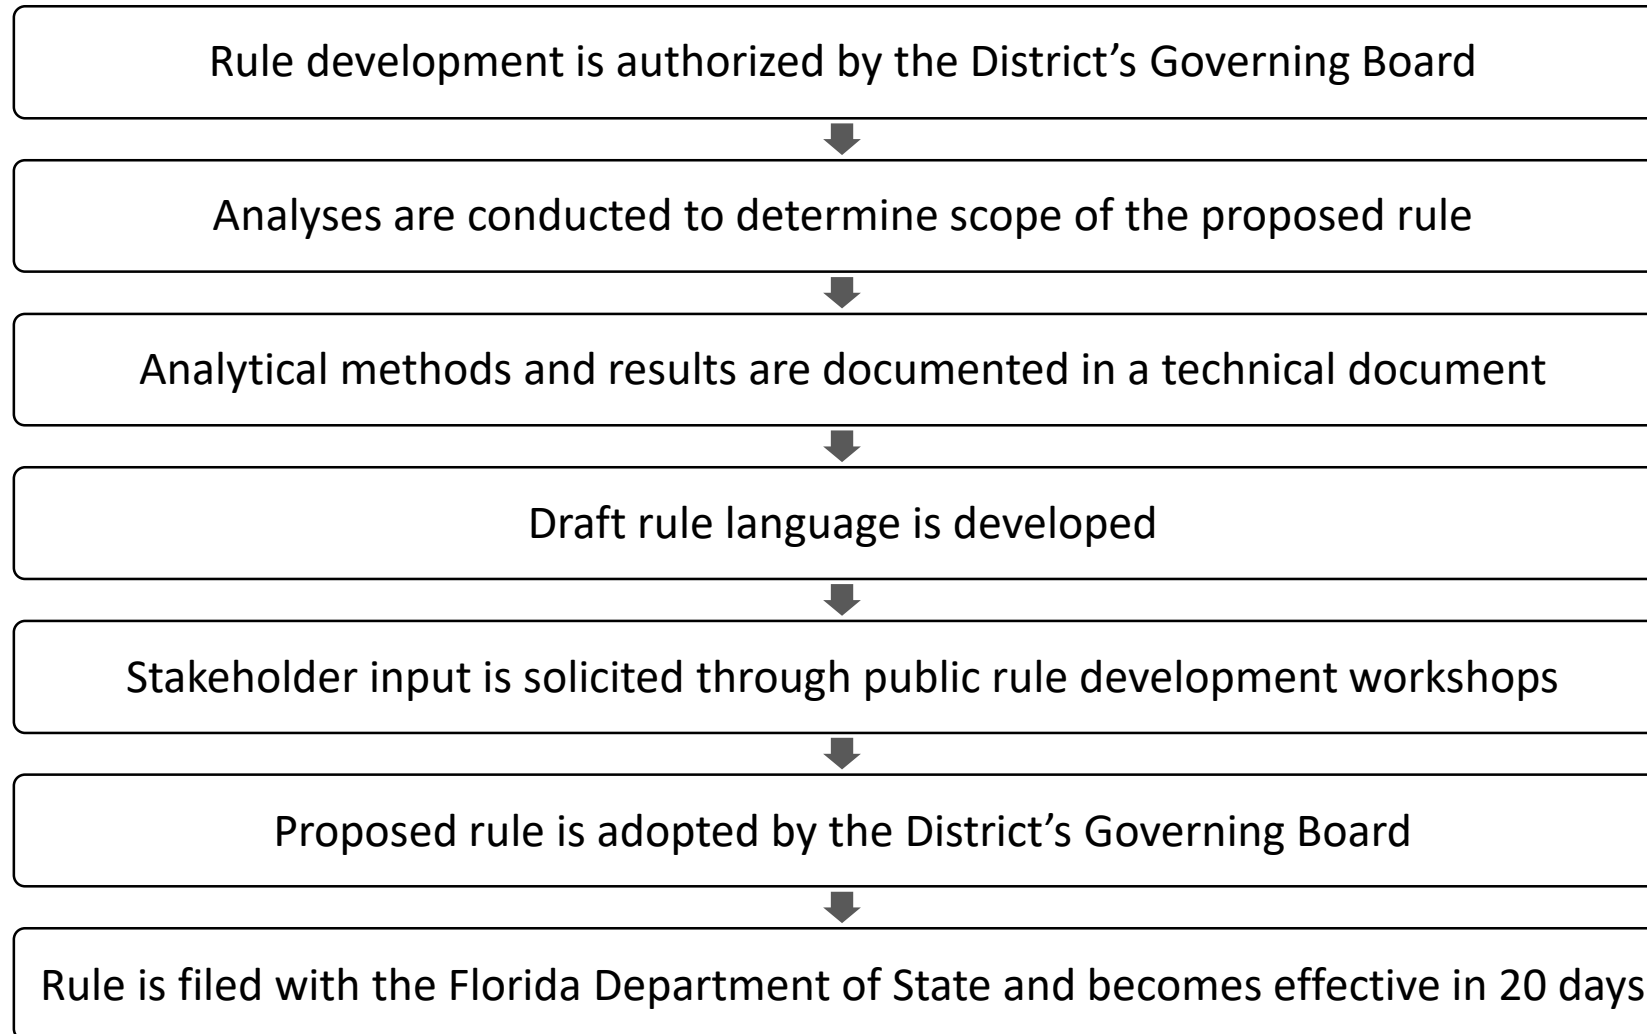 Rule development is authorized by the District’s Governing Board
Analyses are conducted to determine scope of the proposed rule
Analytical methods and results are documented in a technical document
Draft rule language is developed
Stakeholder input is solicited through public rule development workshops
Proposed rule is adopted by the District’s Governing Board
Rule is filed with the Florida Department of State and becomes effective in 20 days